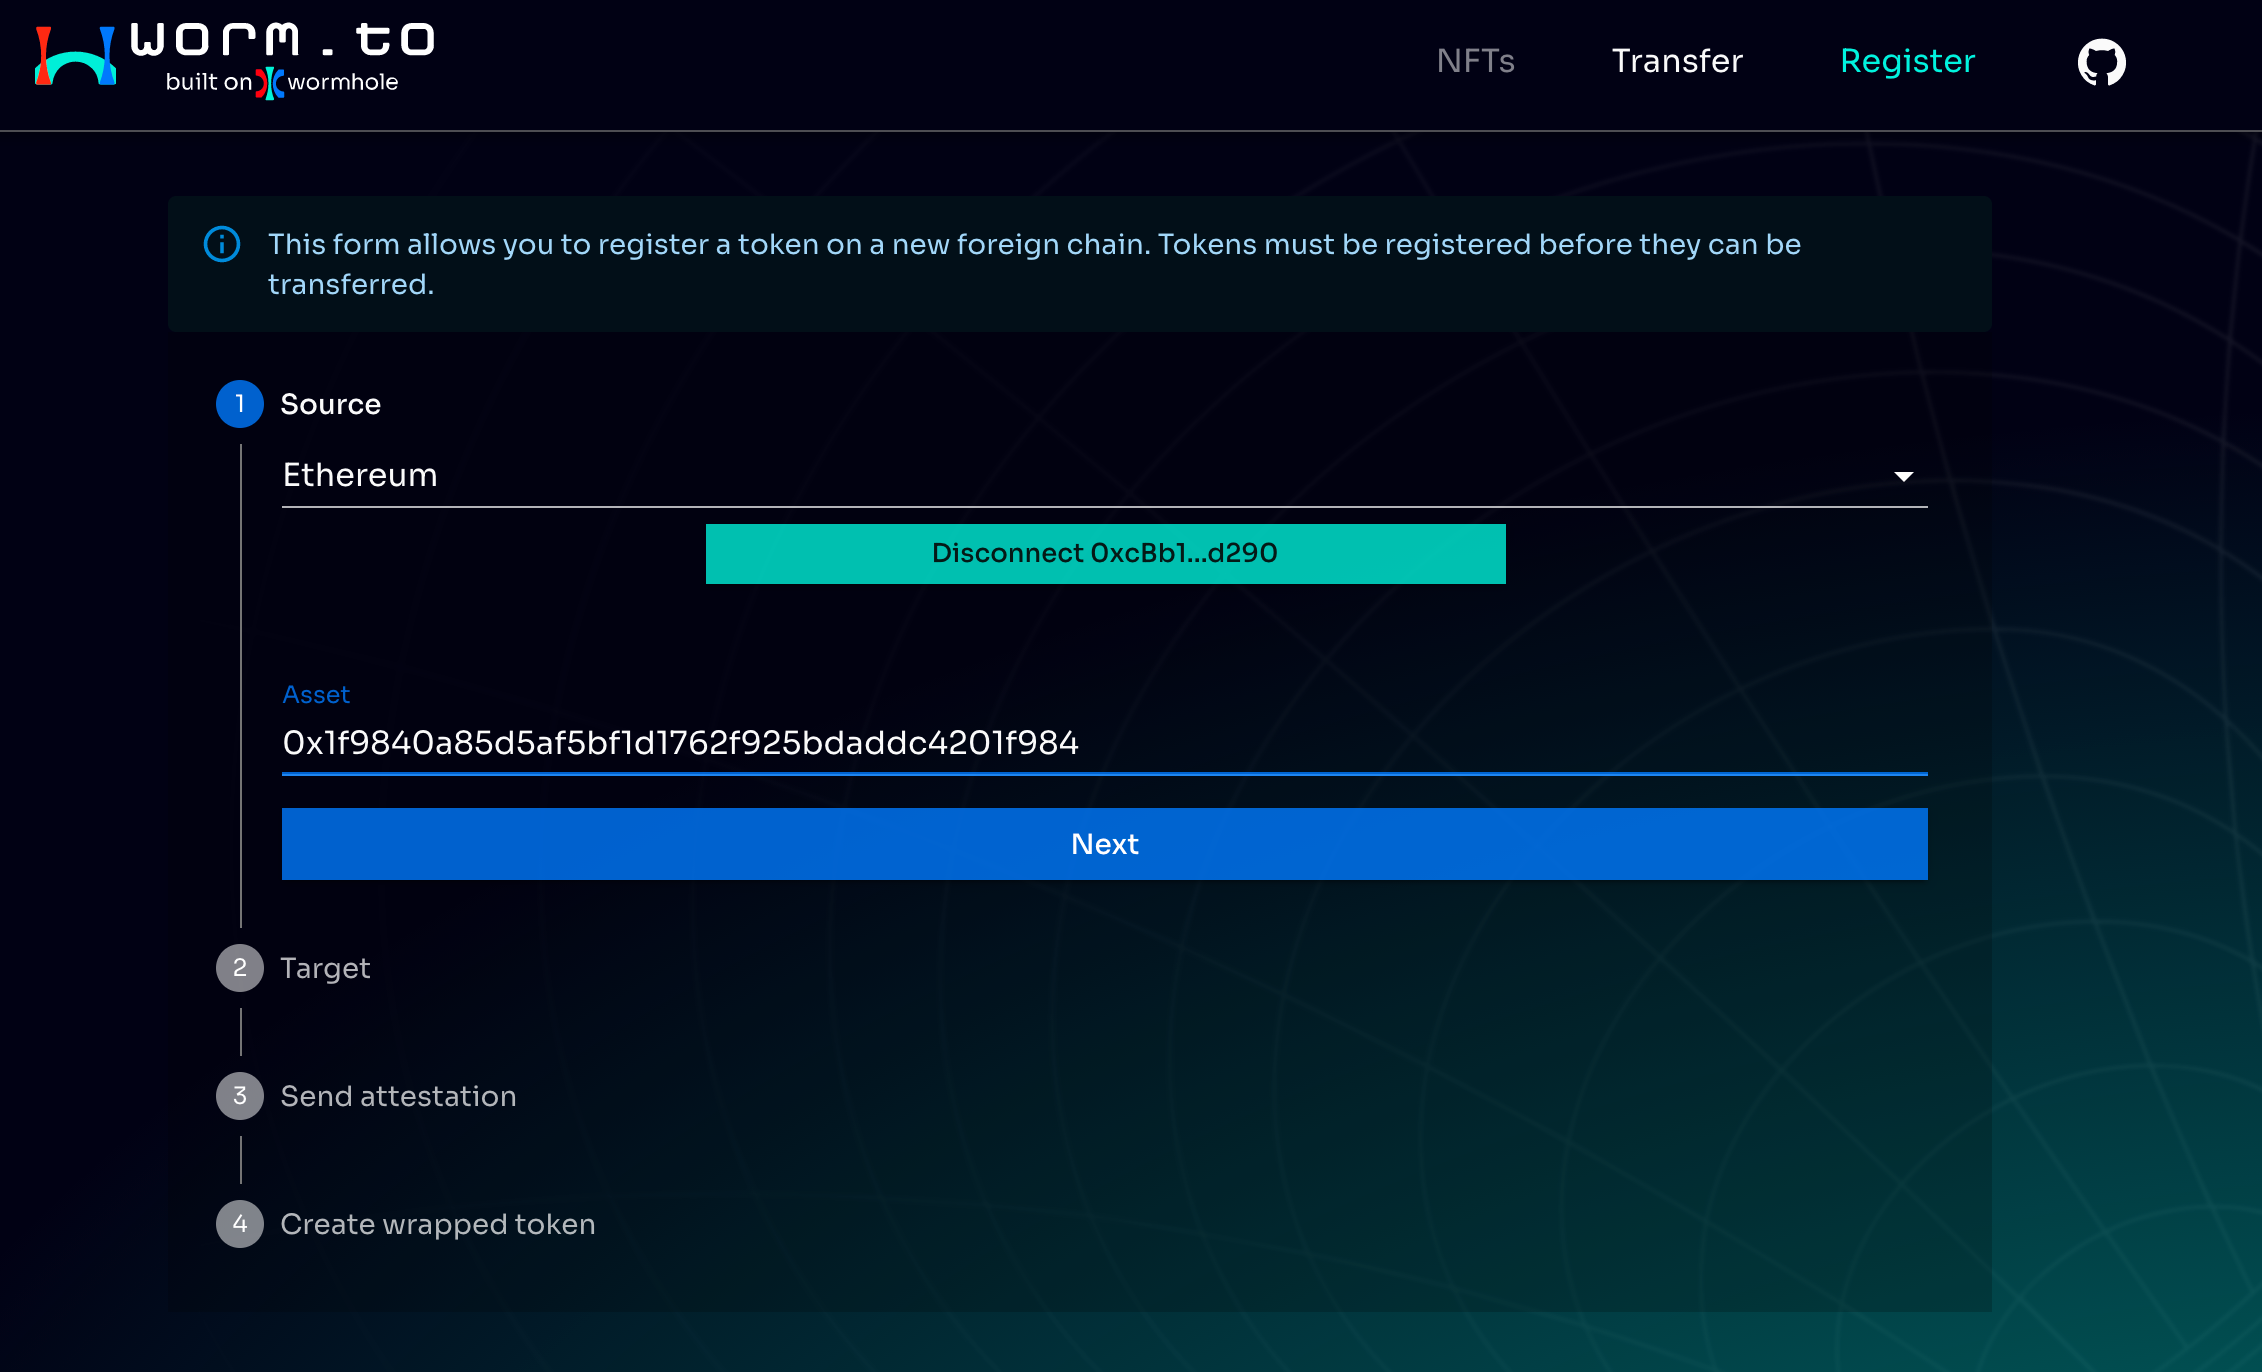 worm.to
built on wormhole
NFTs
Transfer
Register
This form allows you to register a token on a new foreign chain. Tokens must be registered before they can be
transferred.
1 Source
Ethereum
Disconnect 0xcBb1...d290
Asset
0x1f9840a85d5af5bf1d1762f925bdaddc4201f984
Next
2 Target
3 Send attestation
4 Create wrapped token